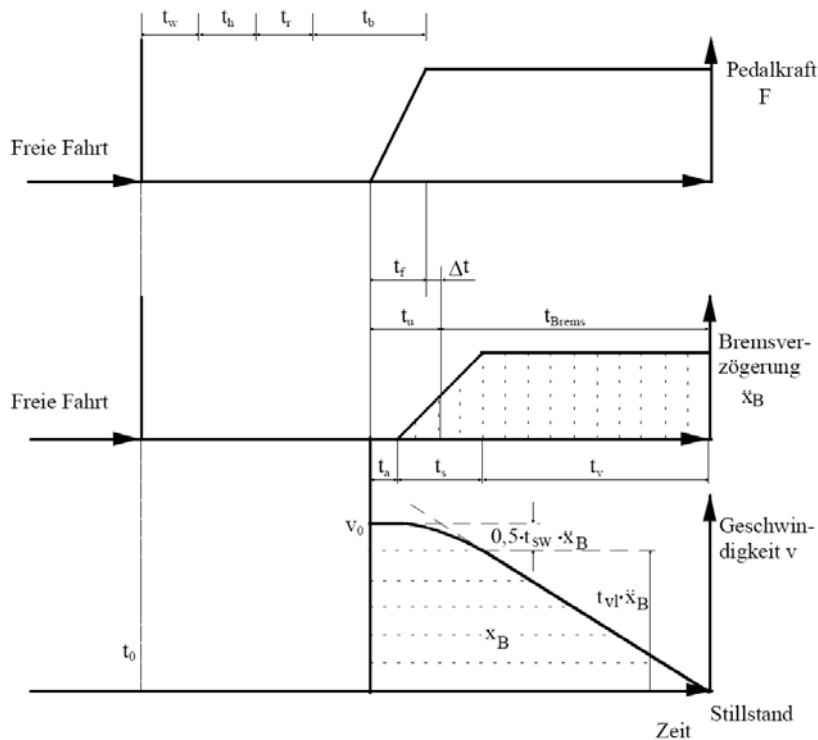 t_w t_h t_r t_b
Pedalkraft
F
Freie Fahrt
t_f Δt
t_u t_Brems
Bremsver-
zögerung
ẍ_B
Freie Fahrt
t_a t_s t_v
v_0
0,5·t_sw·ẍ_B
Geschwin-
digkeit v
t_vl·ẍ_B
x_B
t_0
Stillstand
Zeit